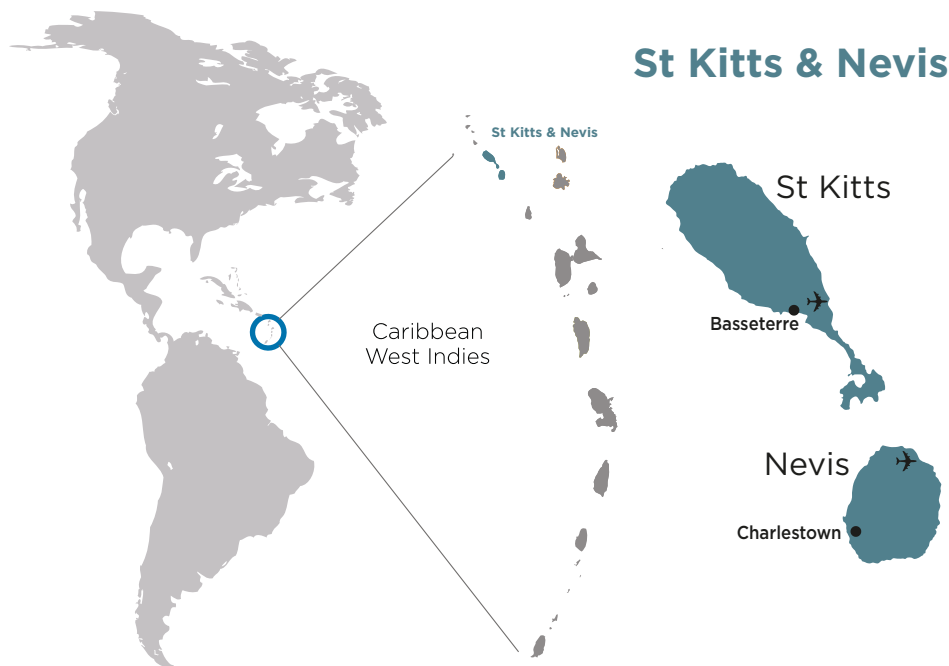 St Kitts & Nevis
St Kitts & Nevis
St Kitts
Caribbean
West Indies
Basseterre
Nevis
Charlestown